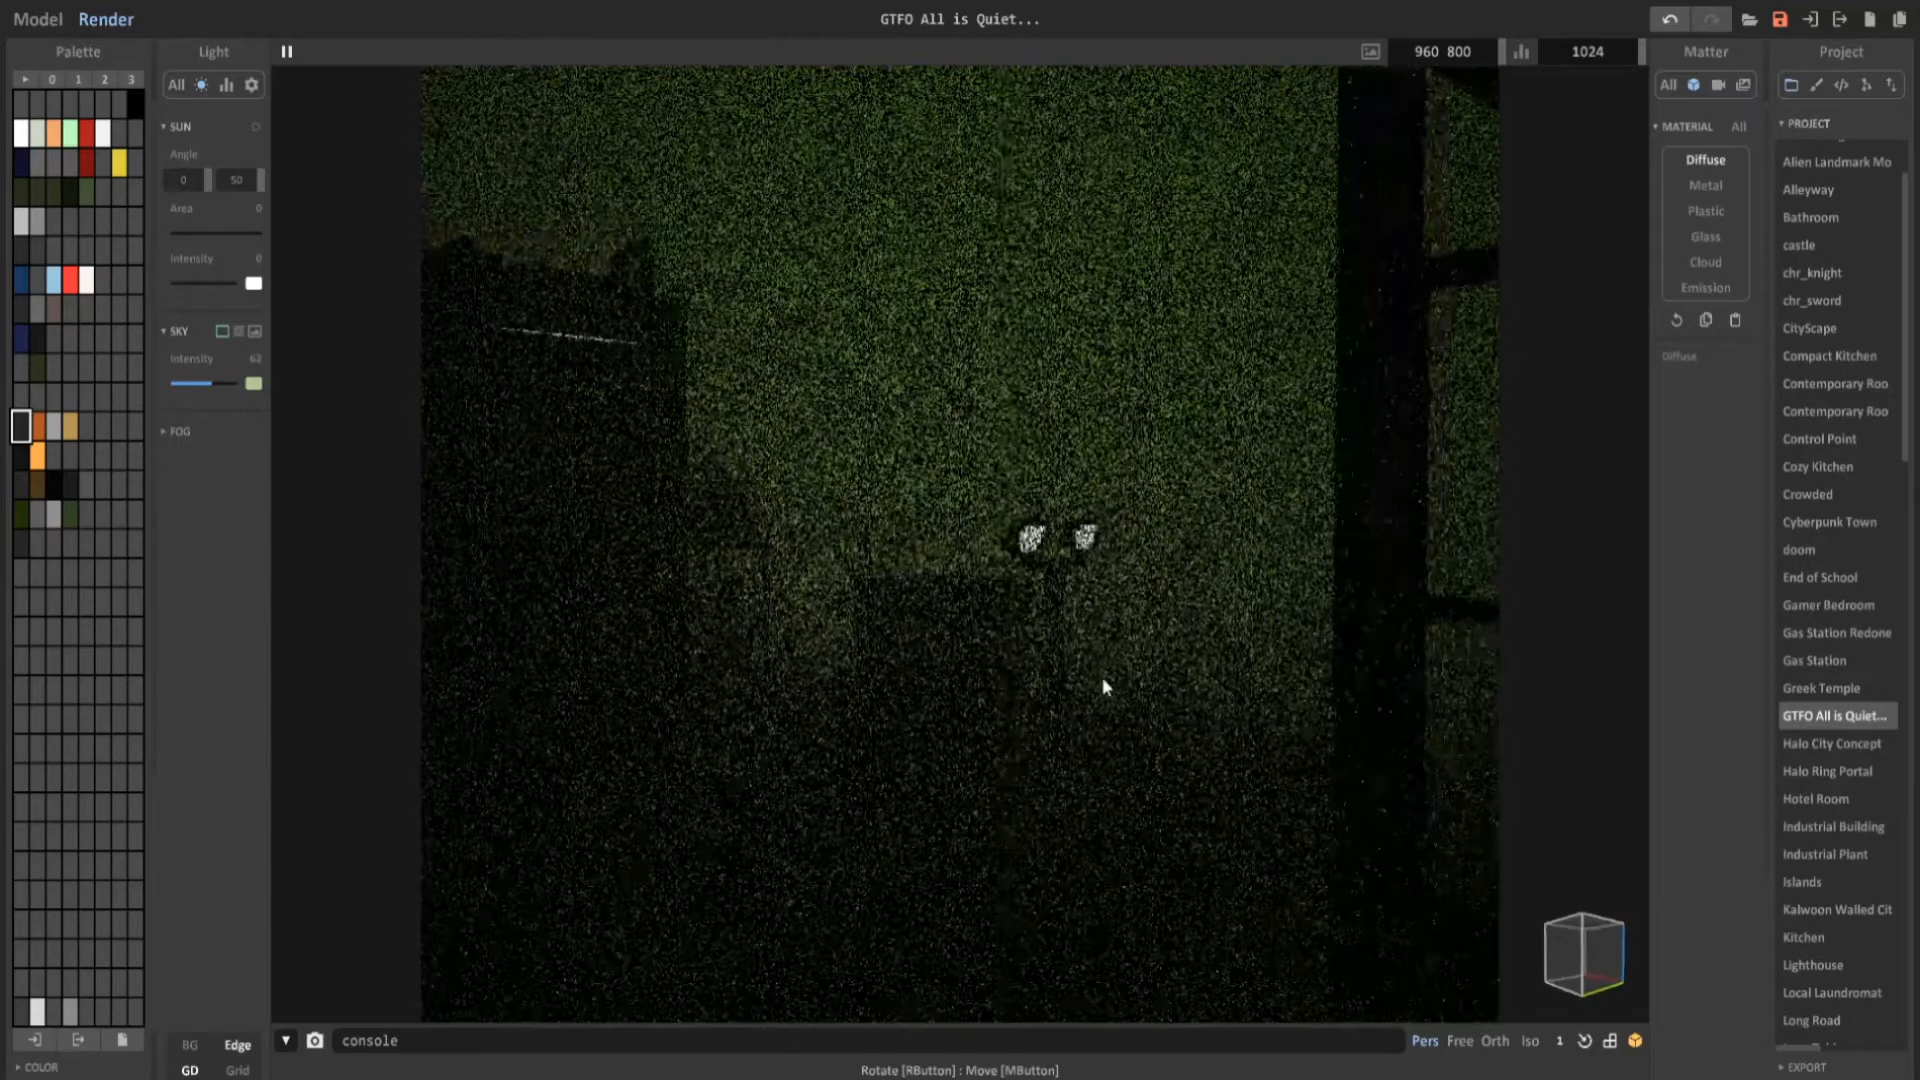 Model Render
GTFO All is Quiet...
Palette
0 1 2 3
COLOR
Light
All
SUN
Angle
0 50
Area 0
Intensity 0
SKY
Intensity 62
FOG
BG Edge
GD Grid
960 800
1024
console
Pers Free Orth Iso 1
Rotate [RButton] : Move [MButton]
Matter
All
MATERIAL All
Diffuse
Metal
Plastic
Glass
Cloud
Emission
Diffuse
Project
PROJECT
Alien Landmark Mo
Alleyway
Bathroom
castle
chr_knight
chr_sword
CityScape
Compact Kitchen
Contemporary Roo
Contemporary Roo
Control Point
Cozy Kitchen
Crowded
Cyberpunk Town
doom
End of School
Gamer Bedroom
Gas Station Redone
Gas Station
Greek Temple
GTFO All is Quiet...
Halo City Concept
Halo Ring Portal
Hotel Room
Industrial Building
Industrial Plant
Islands
Kalwoon Walled Cit
Kitchen
Lighthouse
Local Laundromat
Long Road
EXPORT